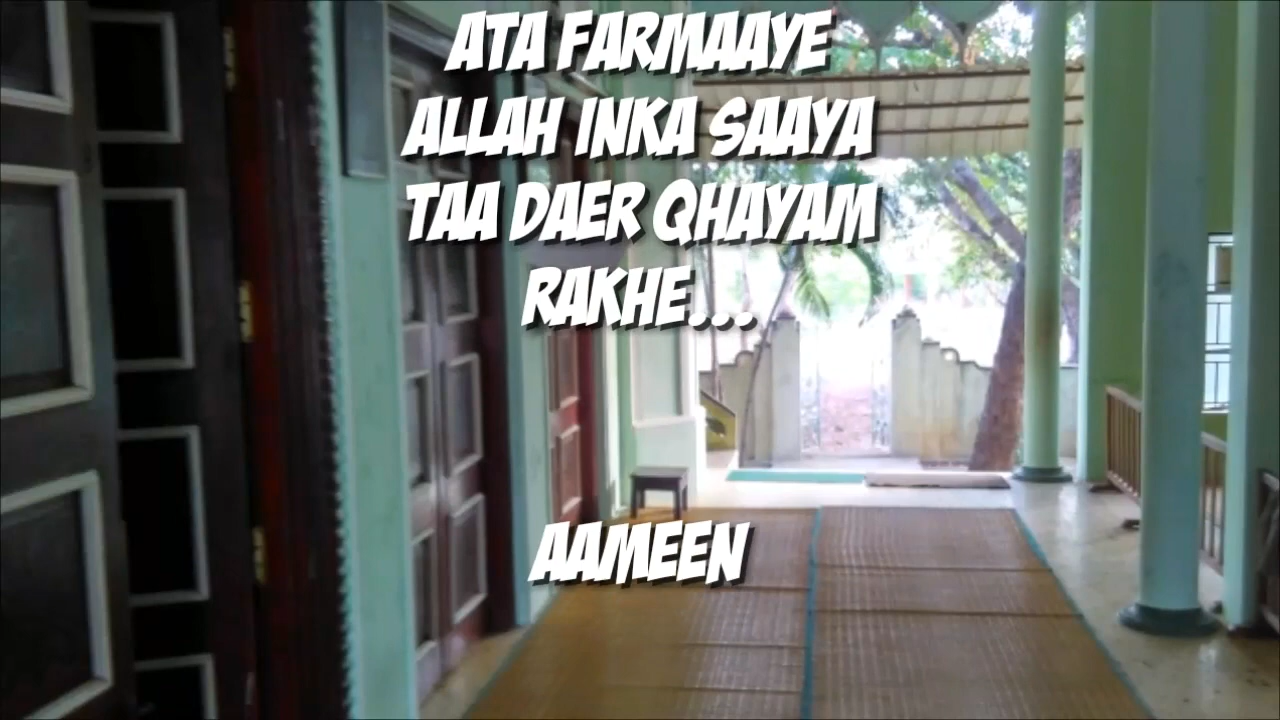 ATA FARMAAYE
ALLAH INKA SAAYA
TAA DAER QHAYAM
RAKHE...
AAMEEN